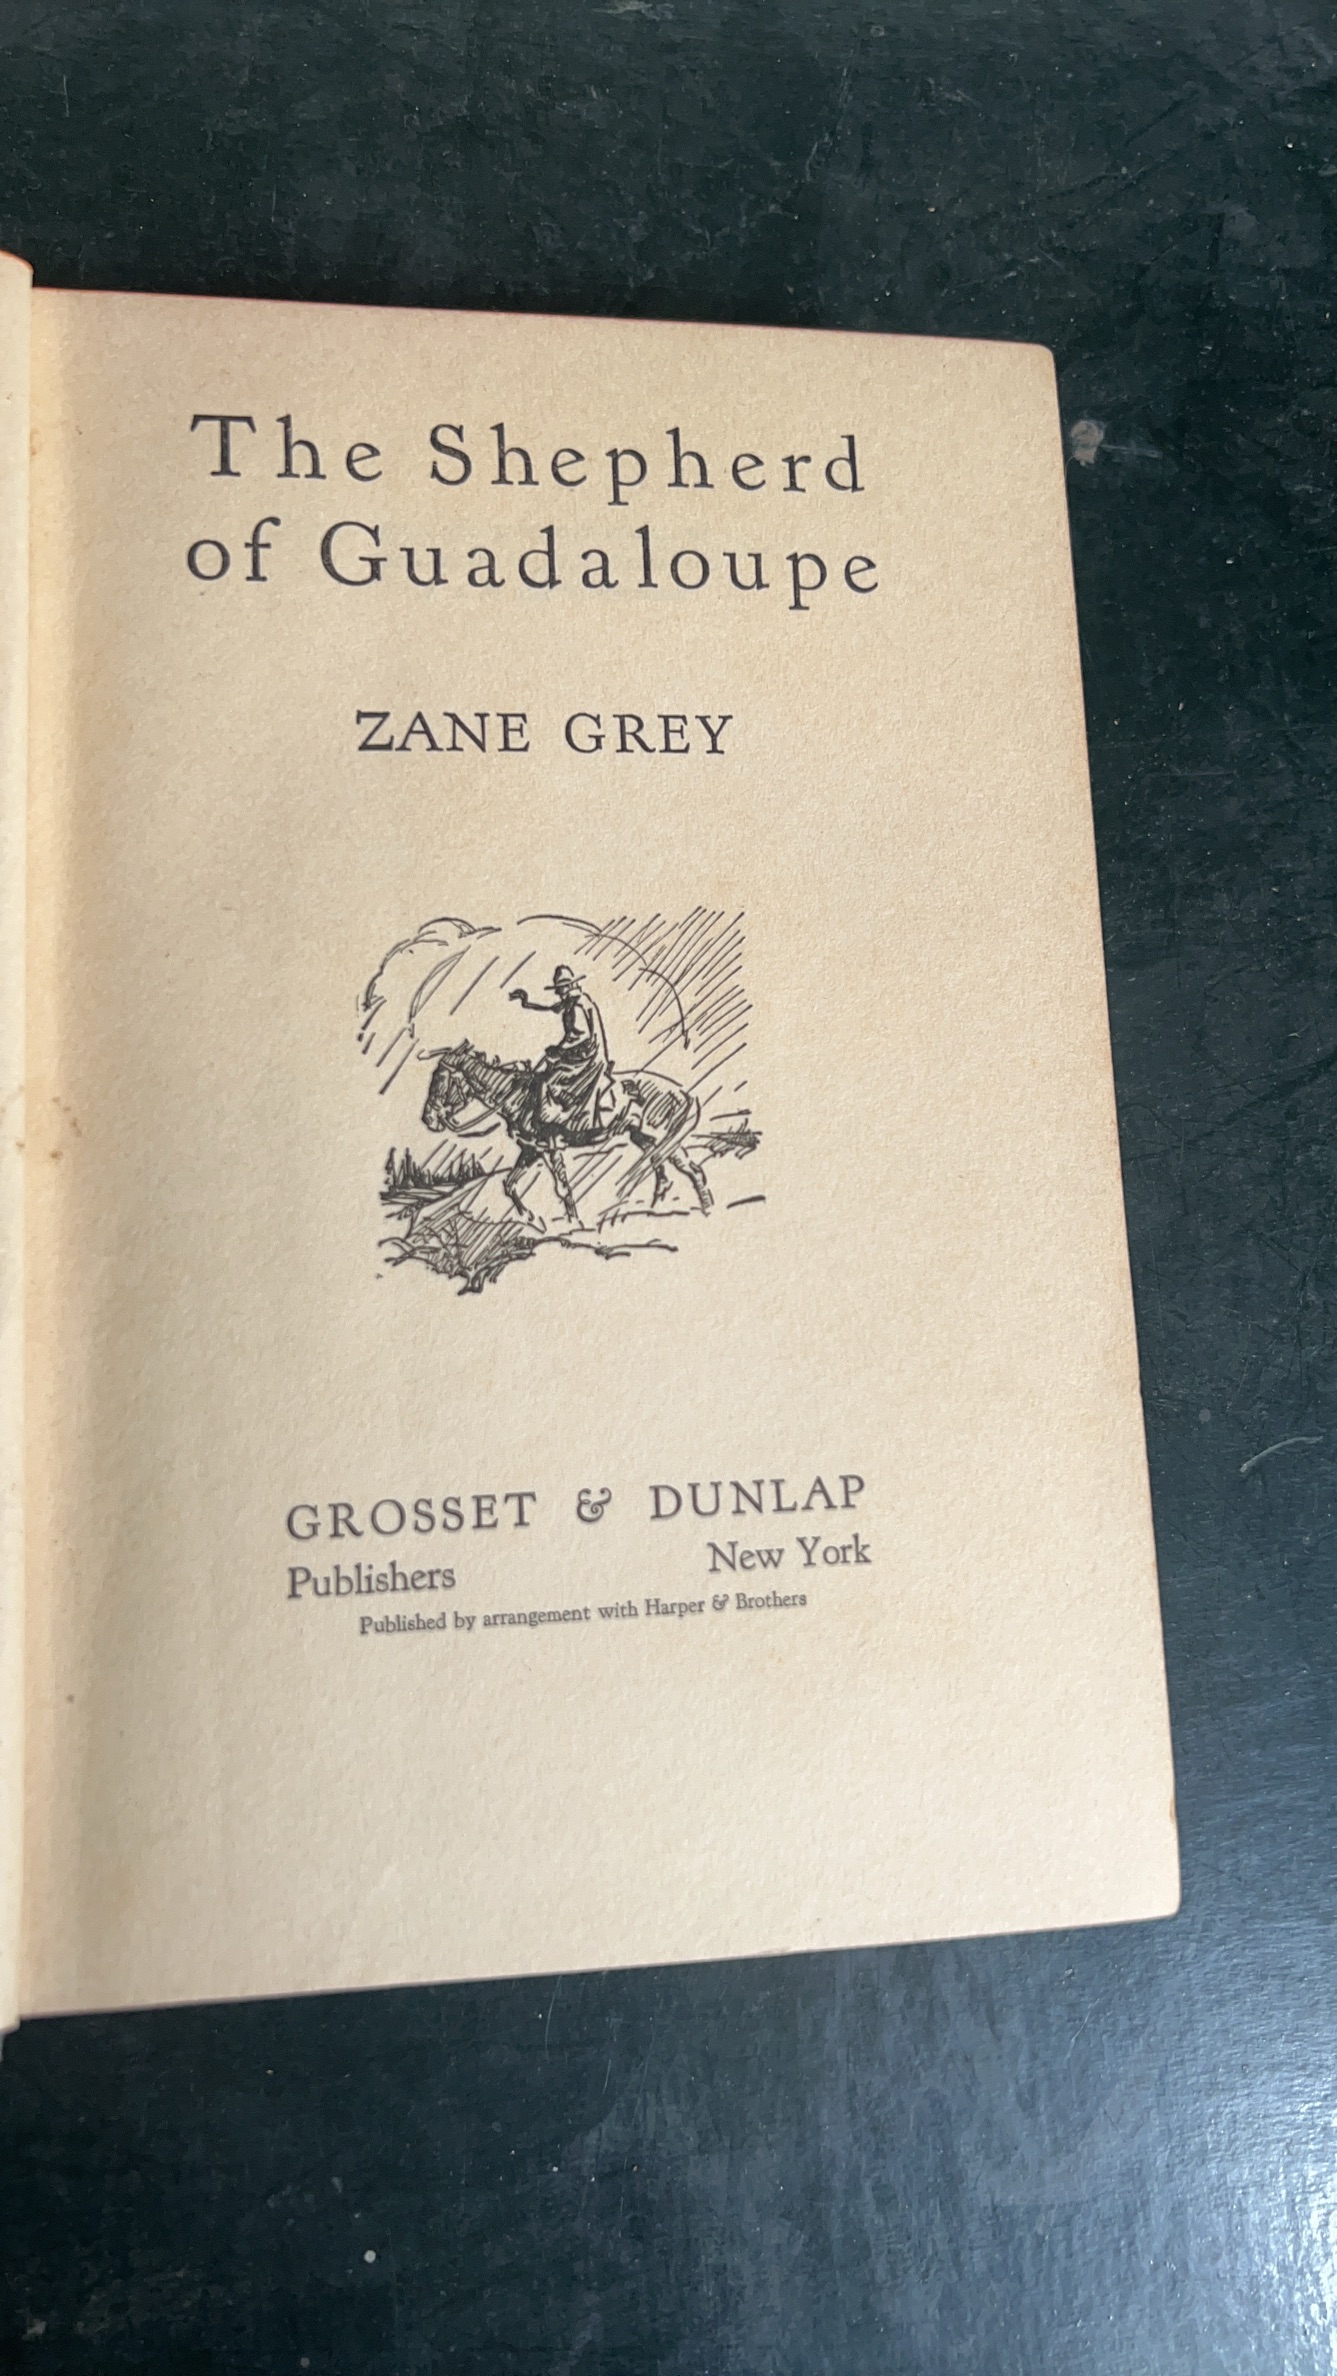 The Shepherd
of Guadaloupe
ZANE GREY
GROSSET & DUNLAP
Publishers New York
Published by arrangement with Harper & Brothers